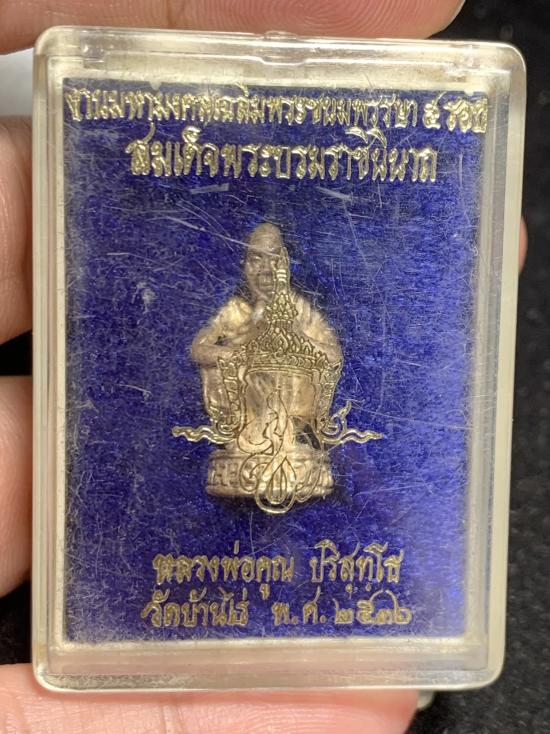 งานมหามงคลเฉลิมพระชนมพรรษา ๕ รอบ
สมเด็จพระบรมราชินีนาถ
หลวงพ่อคูณ ปริสุทฺโธ
วัดบ้านไร่ พ.ศ. ๒๕๓๖